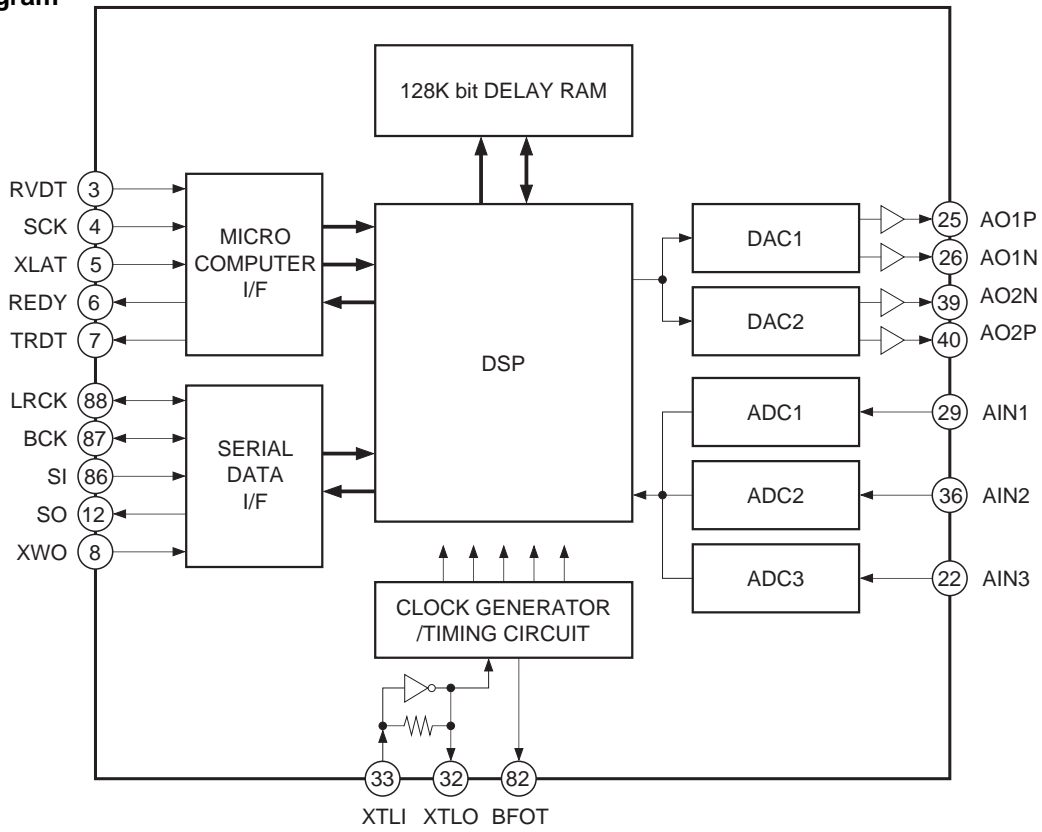 gram
128K bit DELAY RAM
RVDT 3
SCK 4
XLAT 5
REDY 6
TRDT 7
MICRO
COMPUTER
I/F
LRCK 88
BCK 87
SI 86
SO 12
XWO 8
SERIAL
DATA
I/F
DSP
DAC1
DAC2
25 AO1P
26 AO1N
39 AO2N
40 AO2P
ADC1
ADC2
ADC3
29 AIN1
36 AIN2
22 AIN3
CLOCK GENERATOR
/TIMING CIRCUIT
33 32 82
XTLI XTLO BFOT